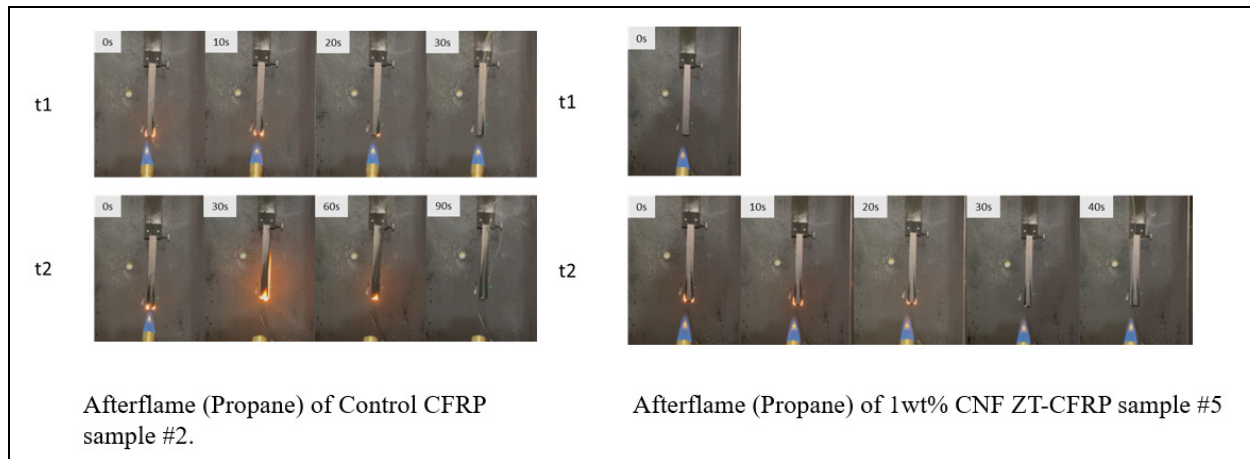 t1
0s
10s
20s
30s
t2
0s
30s
60s
90s
Afterflame (Propane) of Control CFRP
sample #2.
t1
0s
t2
0s
10s
20s
30s
40s
Afterflame (Propane) of 1wt% CNF ZT-CFRP sample #5